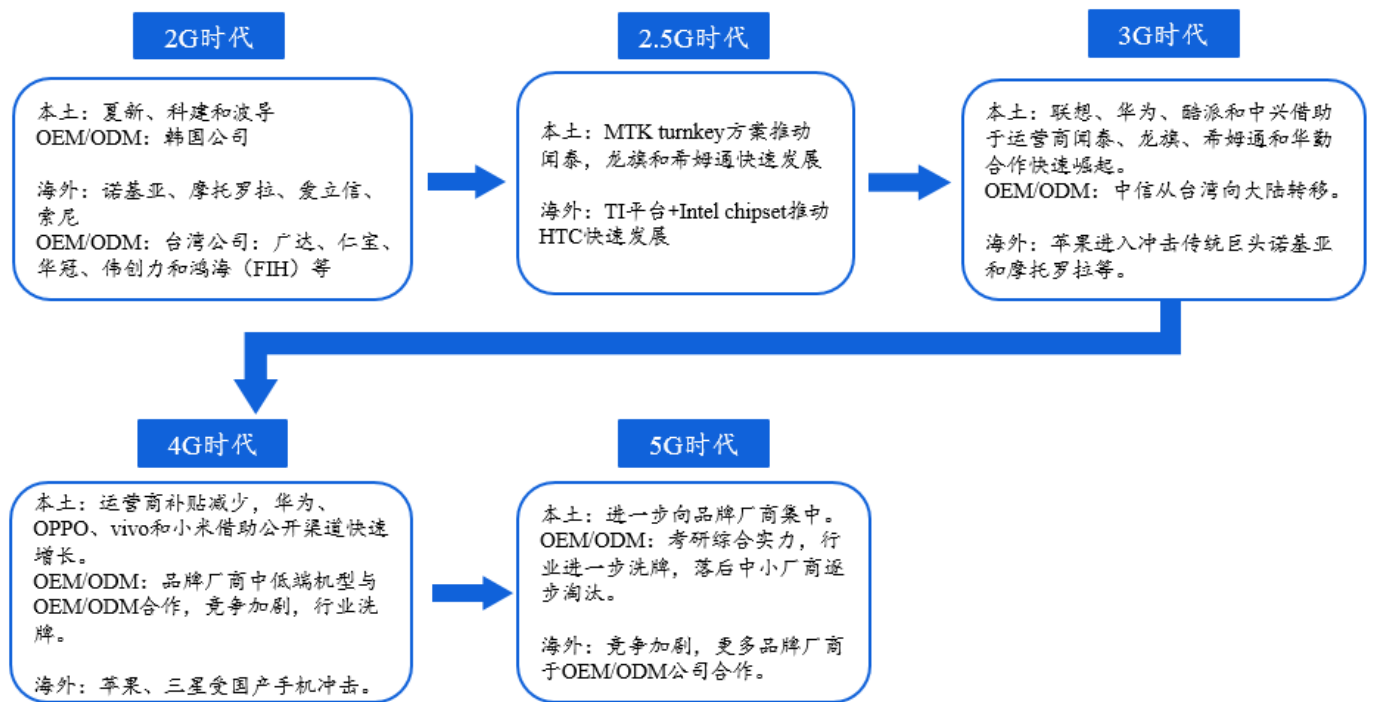 2G时代
本土：夏新、科建和波导
OEM/ODM：韩国公司
海外：诺基亚、摩托罗拉、爱立信、
索尼
OEM/ODM：台湾公司：广达、仁宝、
华冠、伟创力和鸿海（FIH）等
2.5G时代
本土：MTK turnkey方案推动
闻泰，龙旗和希姆通快速发展
海外：TI平台+Intel chipset推动
HTC快速发展
3G时代
本土：联想、华为、酷派和中兴借助
于运营商闻泰、龙旗、希姆通和华勤
合作快速崛起。
OEM/ODM：中信从台湾向大陆转移。
海外：苹果进入冲击传统巨头诺基亚
和摩托罗拉等。
4G时代
本土：运营商补贴减少，华为、
OPPO、vivo和小米借助公开渠道快速
增长。
OEM/ODM：品牌厂商中低端机型与
OEM/ODM合作，竞争加剧，行业洗
牌。
海外：苹果、三星受国产手机冲击。
5G时代
本土：进一步向品牌厂商集中。
OEM/ODM：考研综合实力，行
业进一步洗牌，落后中小厂商逐
步淘汰。
海外：竞争加剧，更多品牌厂商
于OEM/ODM公司合作。